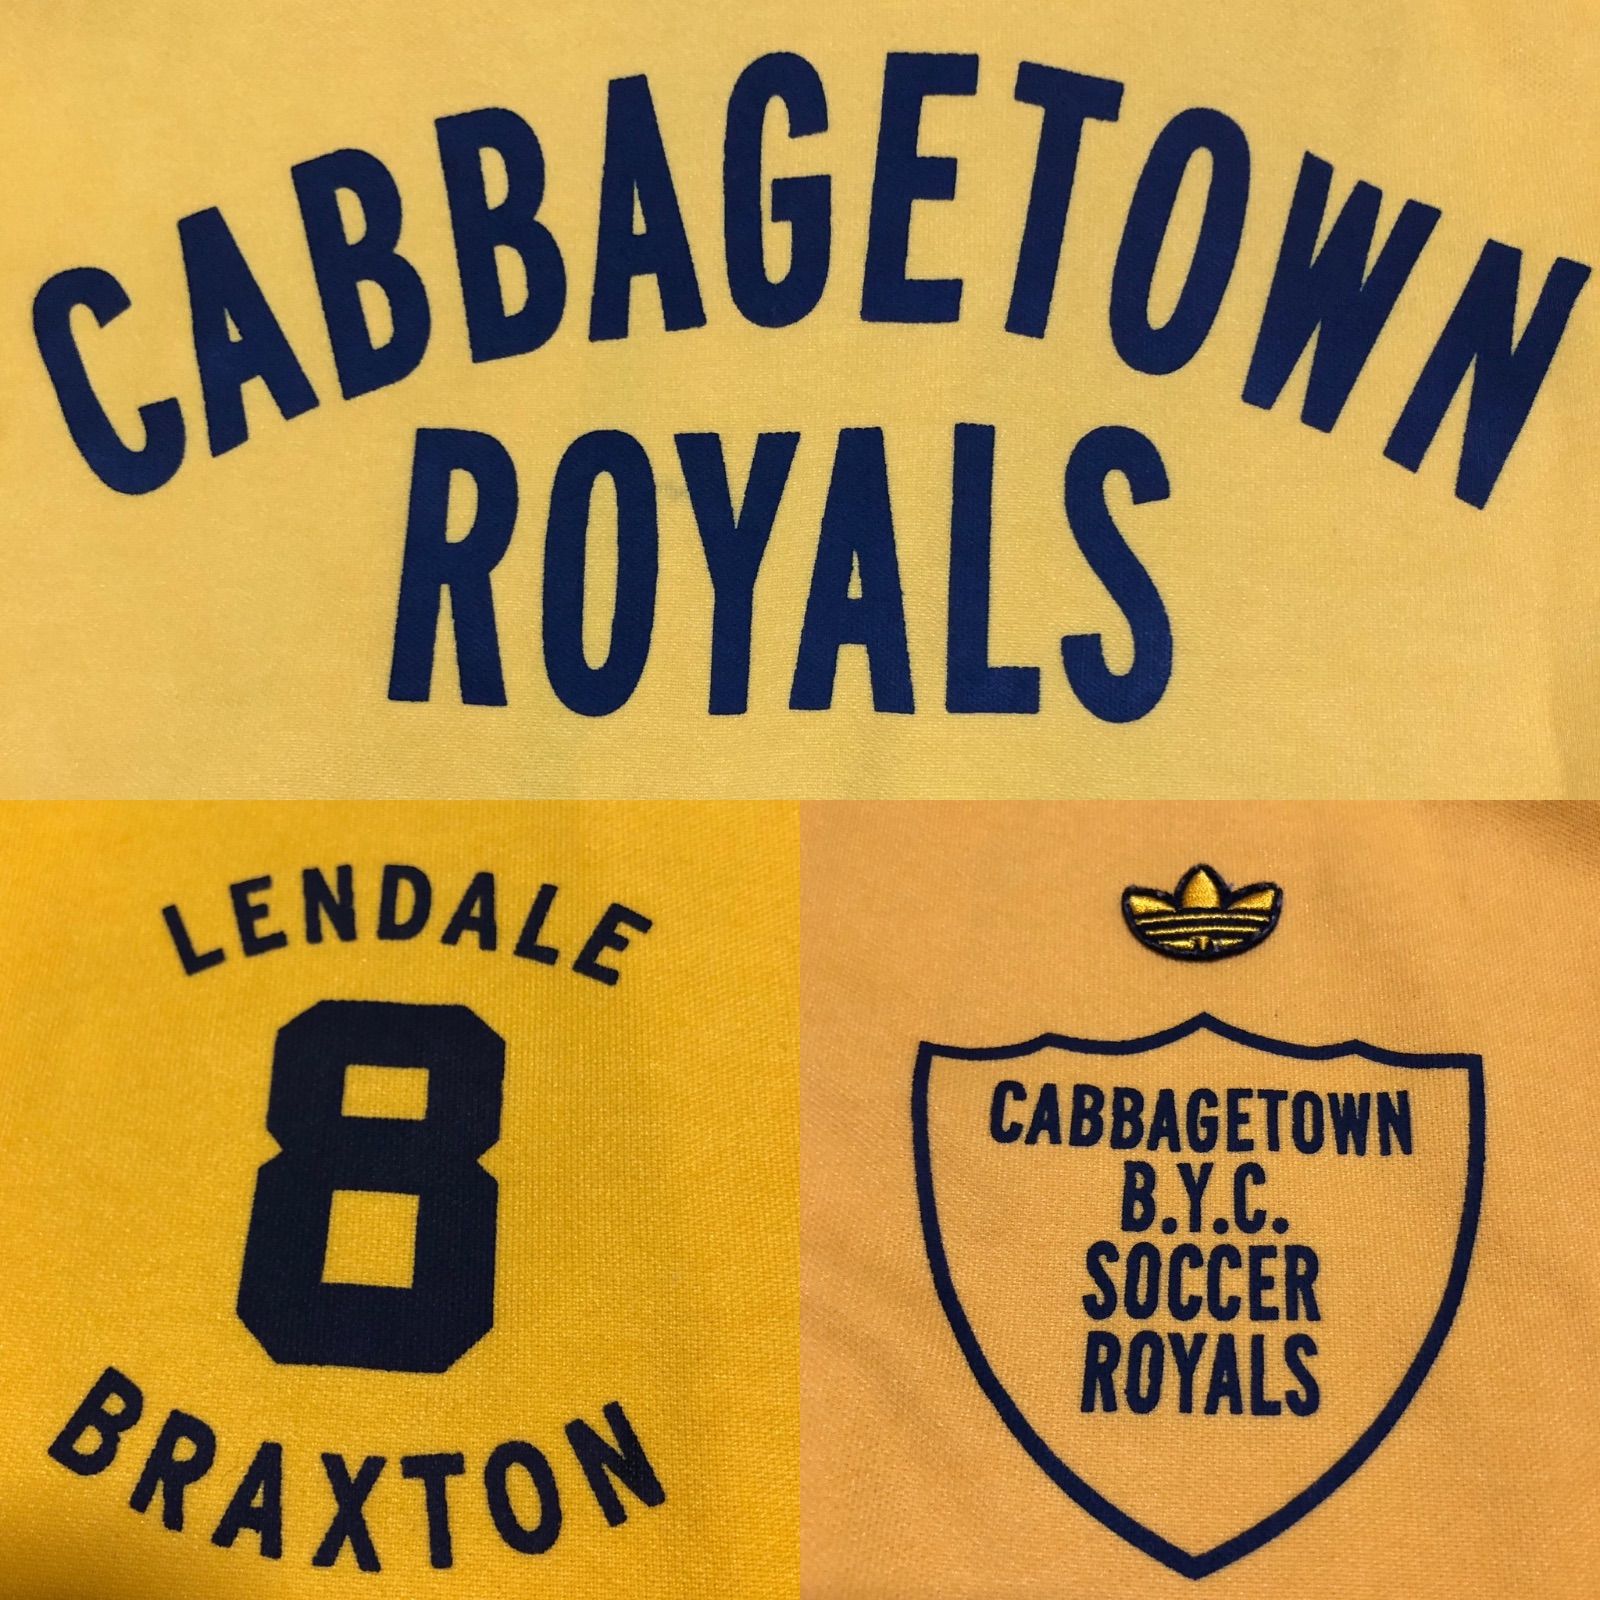 CABBAGETOWN
ROYALS
LENDALE
8
BRAXTON
CABBAGETOWN
B.Y.C.
SOCCER
ROYALS